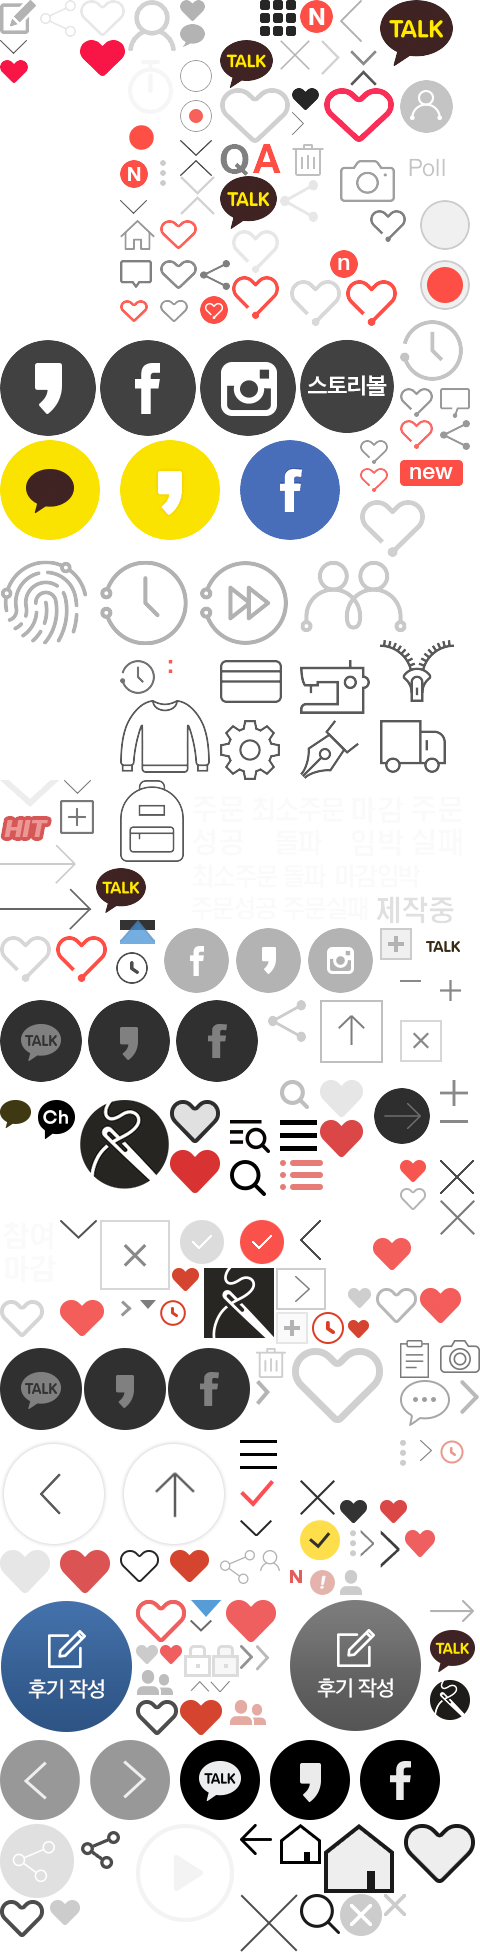 N
TALK
TALK
N
Q A
TALK
Poll
n
스토리볼
new
HIT
주문 최소주문 마감 주문
성공 돌파 임박 실패
최소주문 돌파 마감임박
주문성공 주문실패 제작중
TALK
TALK
TALK
Ch
참여
마감
TALK
N
후기 작성
후기 작성
TALK
TALK